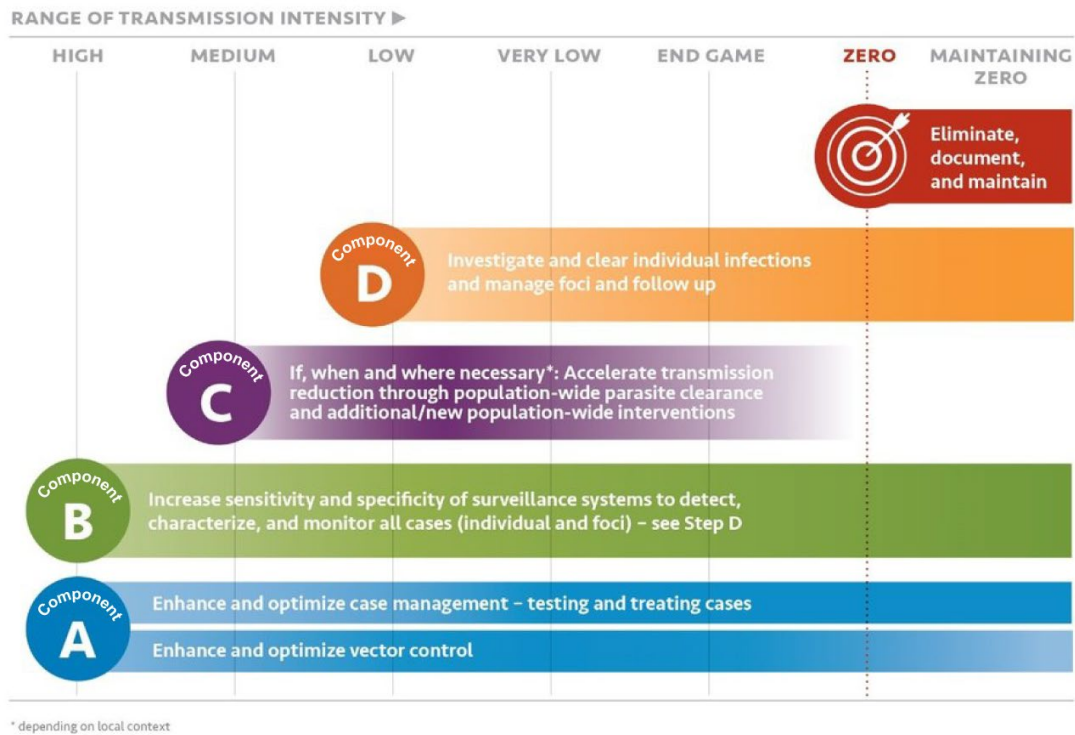 RANGE OF TRANSMISSION INTENSITY ▶
HIGH
MEDIUM
LOW
VERY LOW
END GAME
ZERO
MAINTAINING
ZERO
Eliminate,
document,
and maintain
Component
D
Investigate and clear individual infections
and manage foci and follow up
Component
C
If, when and where necessary*: Accelerate transmission
reduction through population-wide parasite clearance
and additional/new population-wide interventions
Component
B
Increase sensitivity and specificity of surveillance systems to detect,
characterize, and monitor all cases (individual and foci) – see Step D
Component
A
Enhance and optimize case management – testing and treating cases
Enhance and optimize vector control
* depending on local context